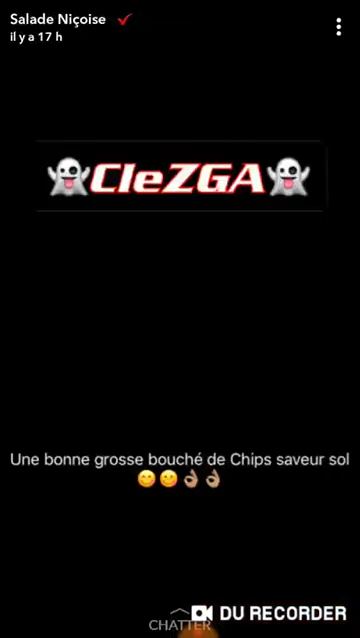 Salade Niçoise
il y a 17 h
👻CleZGA👻
Une bonne grosse bouché de Chips saveur sol
😋😋👌🏽👌🏽
CHATTER
DU RECORDER